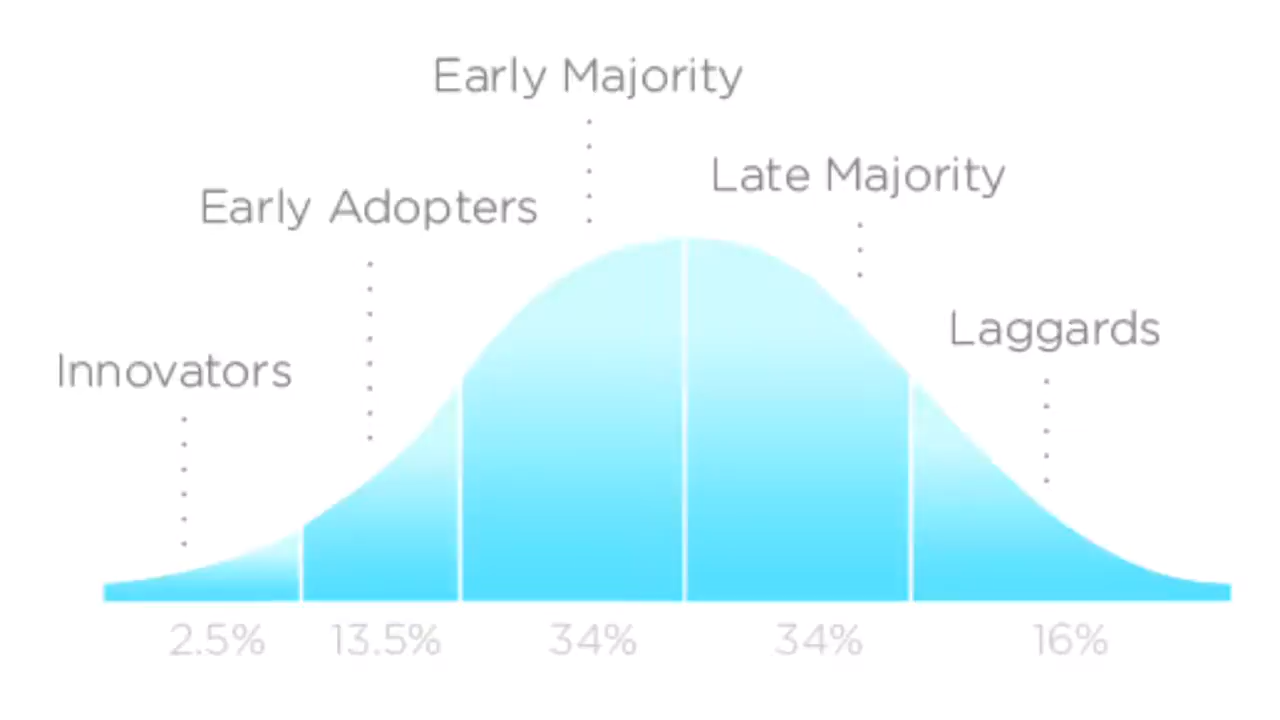 Early Majority
Late Majority
Early Adopters
Laggards
Innovators
2.5% 13.5% 34% 34% 16%